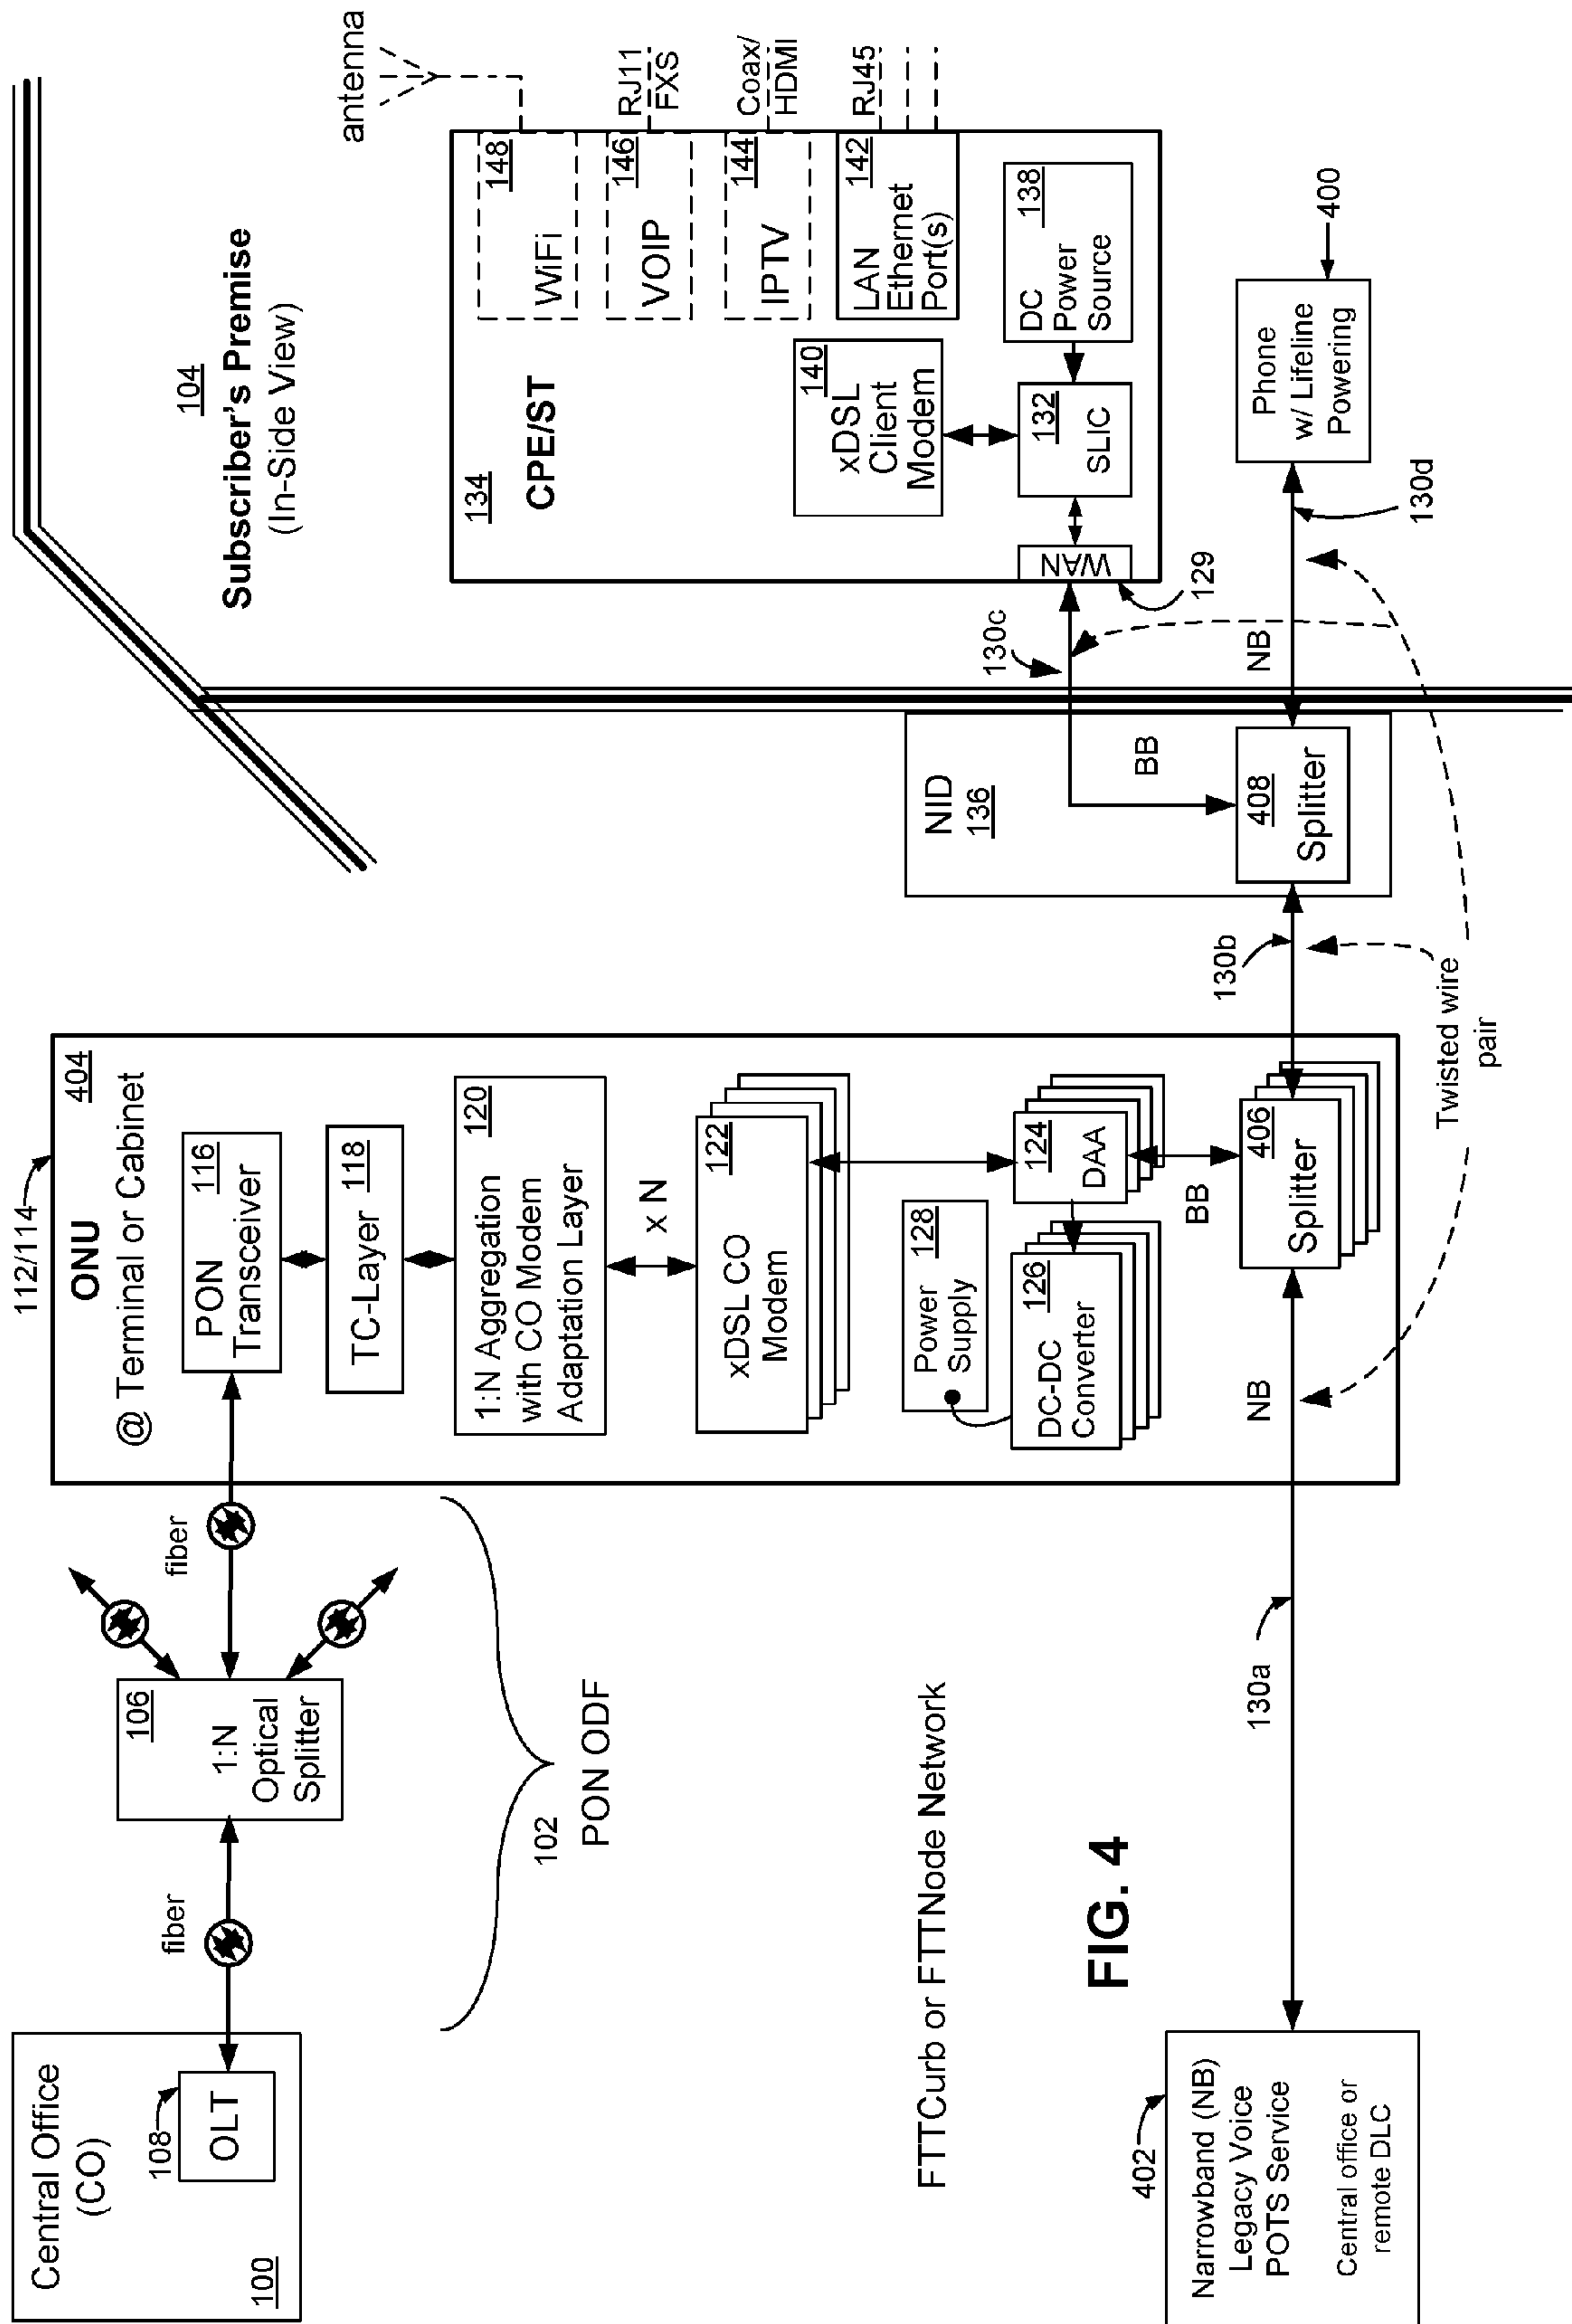 Central Office
(CO)
108
OLT
100
fiber
106
1:N
Optical
Splitter
fiber
102
PON ODF
112/114
ONU
404
@ Terminal or Cabinet
PON
116
Transceiver
TC-Layer
118
120
1:N Aggregation
with CO Modem
Adaptation Layer
x N
122
xDSL CO
Modem
128
Power
Supply
124
DAA
126
DC-DC
Converter
BB
406
Splitter
NB
130a
402
Narrowband (NB)
Legacy Voice
POTS Service
Central office or
remote DLC
FTTTCurb or FTTNode Network
FIG. 4
Twisted wire
pair
130b
NID
136
BB
408
Splitter
NB
130c
129
130d
104
Subscriber's Premise
(In-Side View)
134
CPE/ST
WAN
140
xDSL
Client
Modem
132
SLIC
138
DC
Power
Source
148
WiFi
146
VOIP
144
IPTV
142
LAN
Ethernet
Port(s)
antenna
RJ11
FXS
Coax/
HDMI
RJ45
Phone
w/ Lifeline
Powering
400